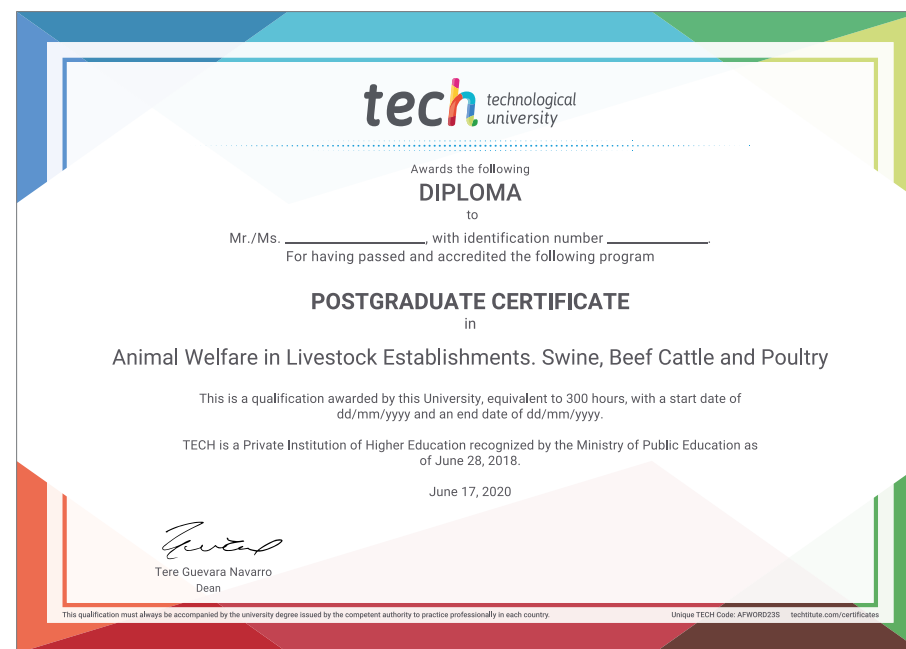 tech technological
university
Awards the following
DIPLOMA
to
Mr./Ms. ____________________, with identification number ______________.
For having passed and accredited the following program
POSTGRADUATE CERTIFICATE
in
Animal Welfare in Livestock Establishments. Swine, Beef Cattle and Poultry
This is a qualification awarded by this University, equivalent to 300 hours, with a start date of
dd/mm/yyyy and an end date of dd/mm/yyyy.
TECH is a Private Institution of Higher Education recognized by the Ministry of Public Education as
of June 28, 2018.
June 17, 2020
Tere Guevara Navarro
Dean
This qualification must always be accompanied by the university degree issued by the competent authority to practice professionally in each country.
Unique TECH Code: AFWORD23S techtitute.com/certificates